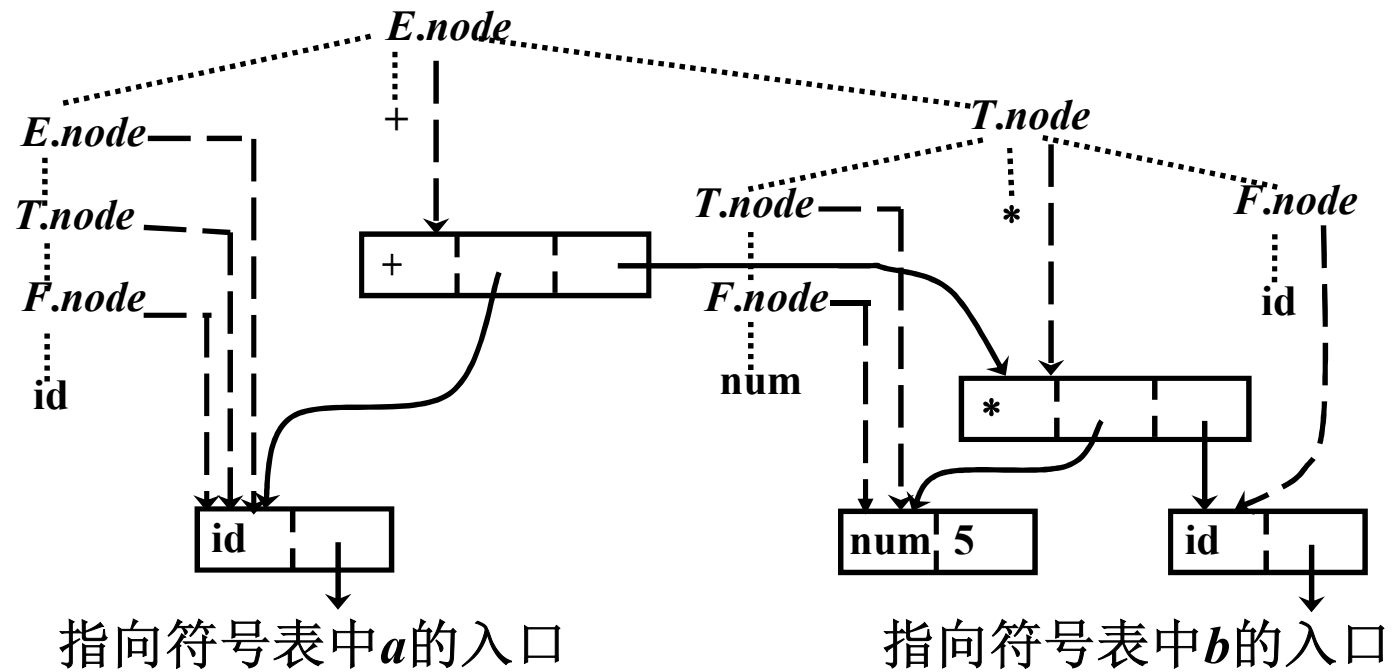 E.node
+
T.node
E.node
T.node
T.node
*
F.node
+
F.node
F.node
id
id
num
*
id
num 5
id
指向符号表中a的入口
指向符号表中b的入口